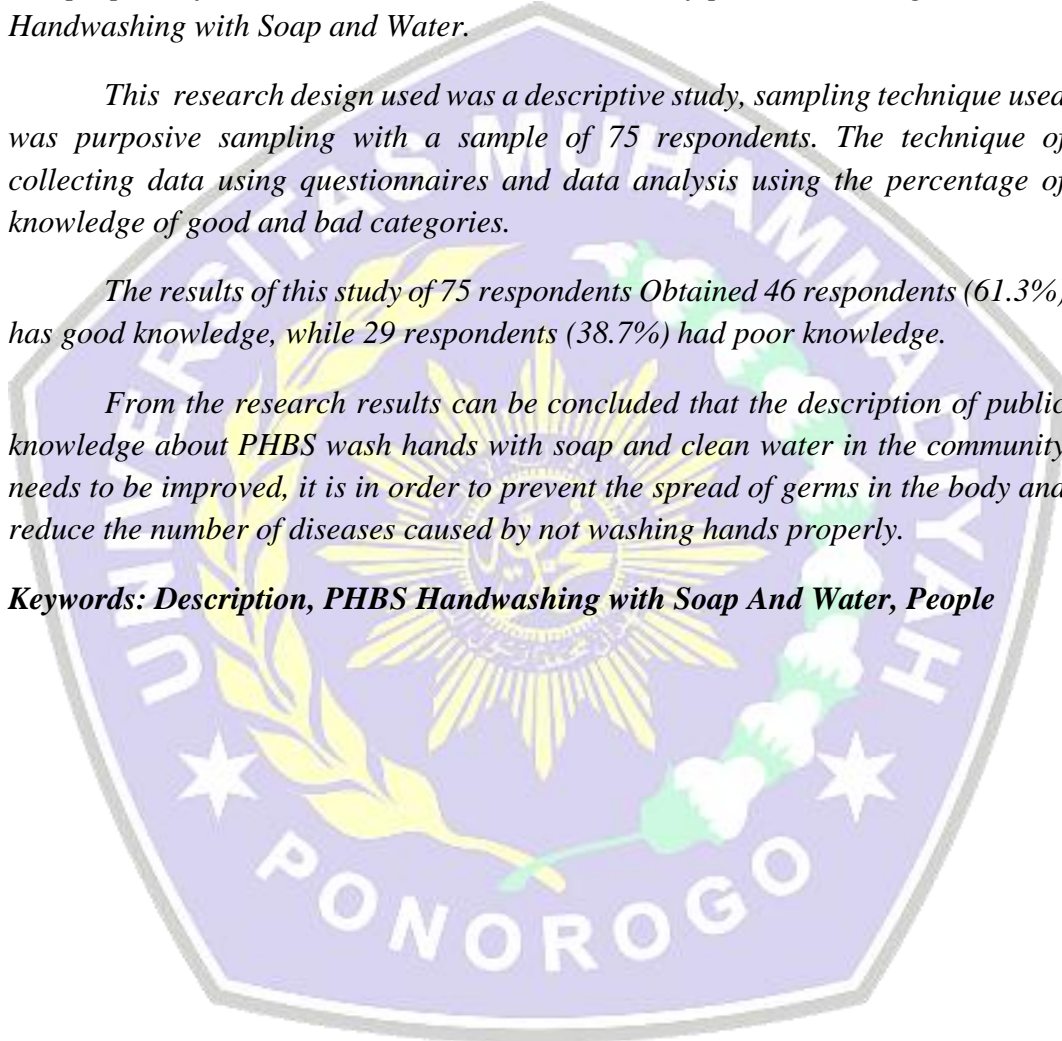 Handwashing with Soap and Water.
This research design used was a descriptive study, sampling technique used
was purposive sampling with a sample of 75 respondents. The technique of
collecting data using questionnaires and data analysis using the percentage of
knowledge of good and bad categories.
The results of this study of 75 respondents Obtained 46 respondents (61.3%)
has good knowledge, while 29 respondents (38.7%) had poor knowledge.
From the research results can be concluded that the description of public
knowledge about PHBS wash hands with soap and clean water in the community
needs to be improved, it is in order to prevent the spread of germs in the body and
reduce the number of diseases caused by not washing hands properly.
Keywords: Description, PHBS Handwashing with Soap And Water, People
UNIVERSITAS MUHAMMADIYAH
PONOROGO